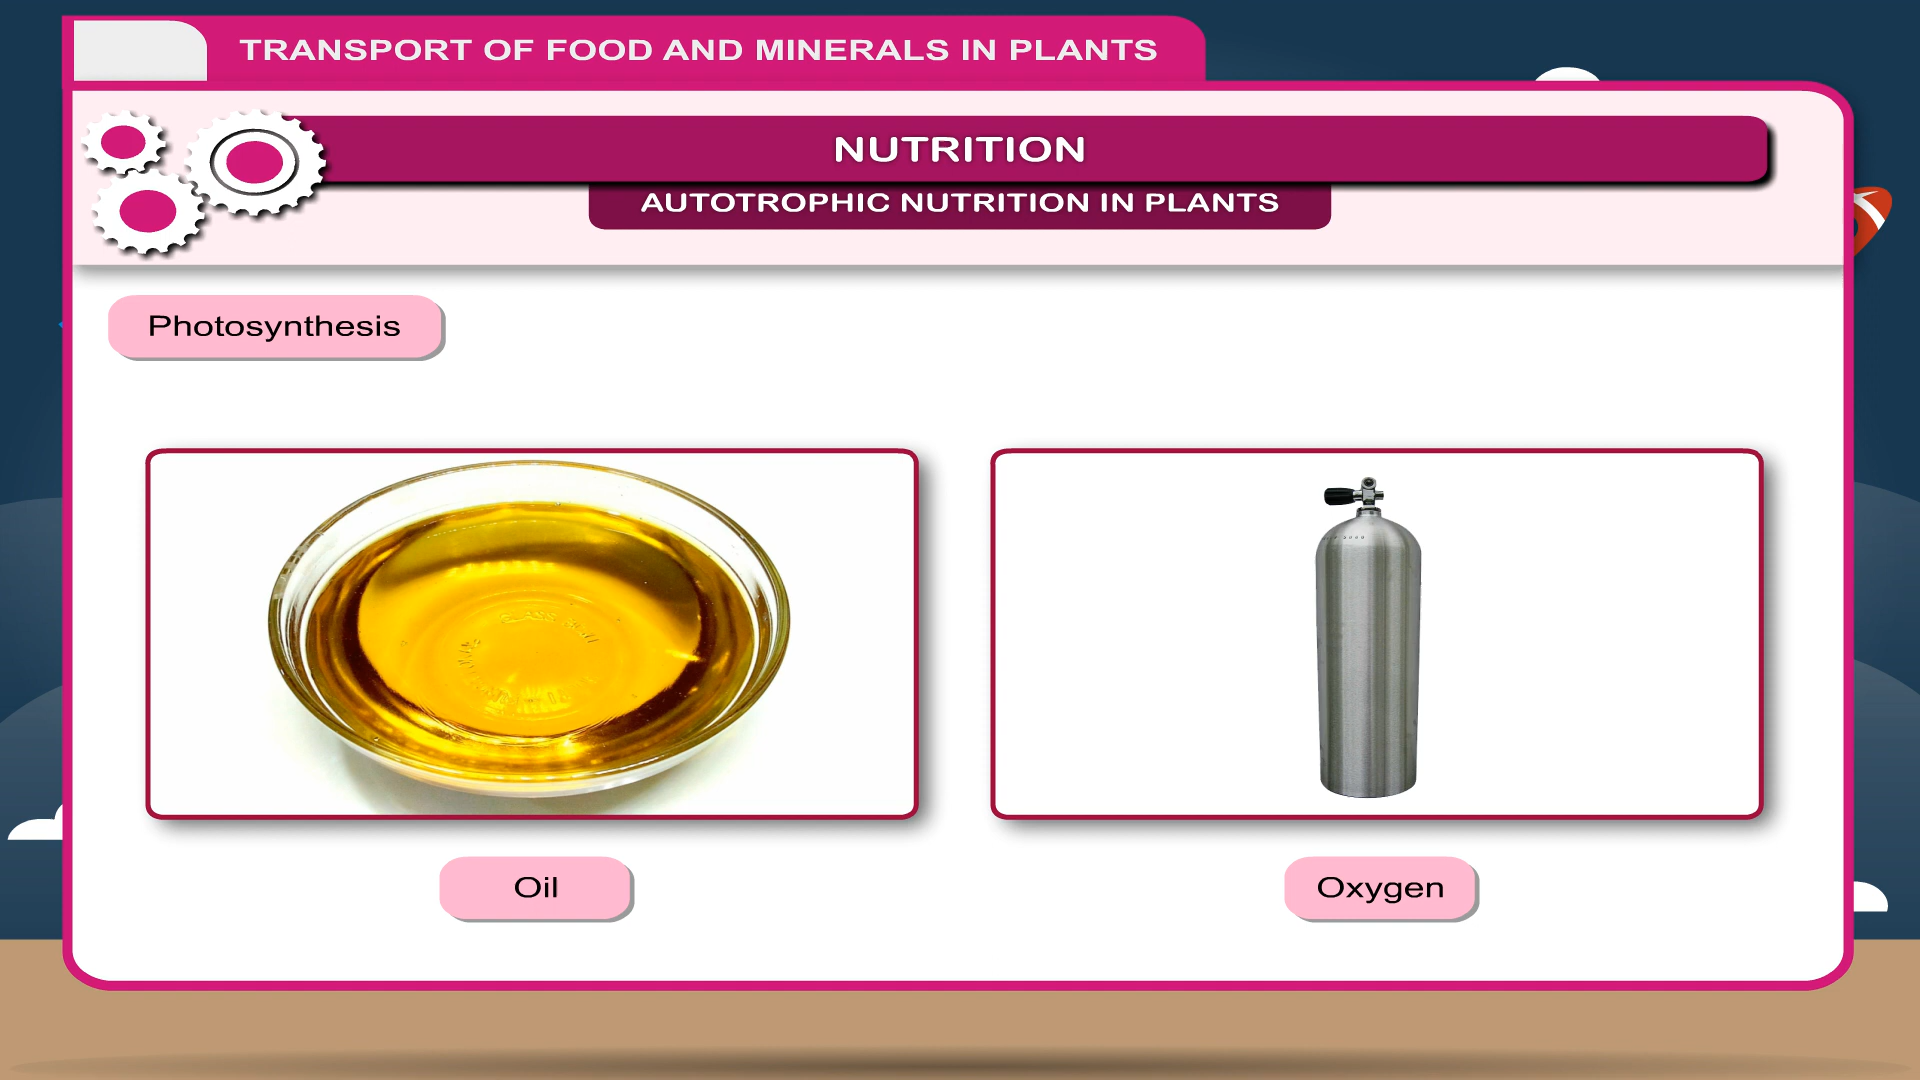 TRANSPORT OF FOOD AND MINERALS IN PLANTS
NUTRITION
AUTOTROPHIC NUTRITION IN PLANTS
Photosynthesis
Oil
Oxygen